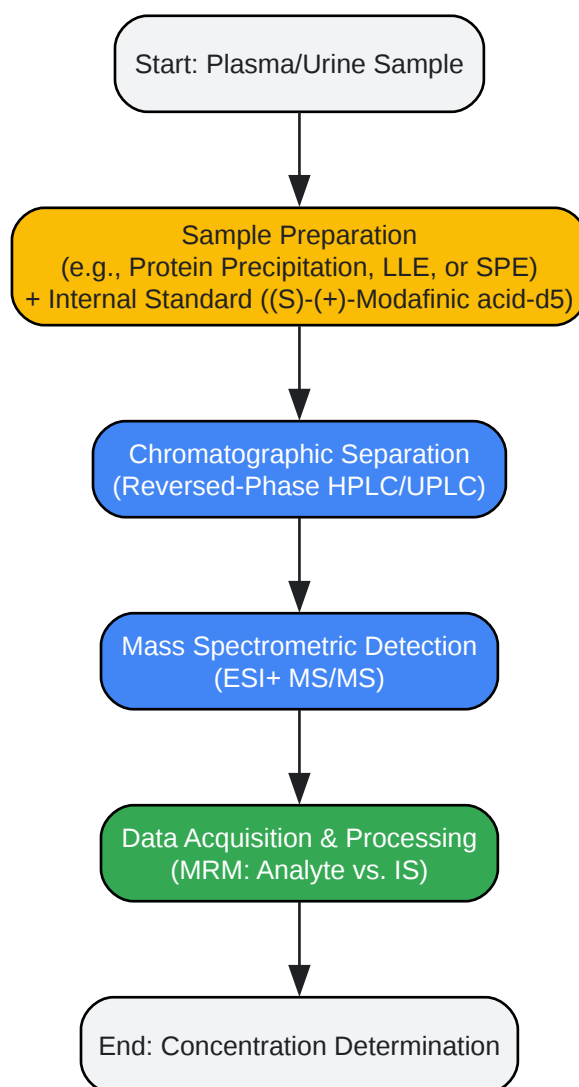 Start: Plasma/Urine Sample
Sample Preparation
(e.g., Protein Precipitation, LLE, or SPE)
+ Internal Standard ((S)-(+)-Modafinic acid-d5)
Chromatographic Separation
(Reversed-Phase HPLC/UPLC)
Mass Spectrometric Detection
(ESI+ MS/MS)
Data Acquisition & Processing
(MRM: Analyte vs. IS)
End: Concentration Determination